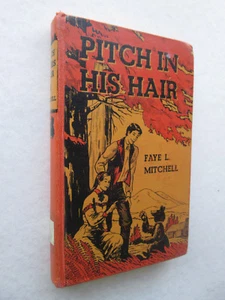 PITCH IN
HIS HAIR
FAYE L.
MITCHELL